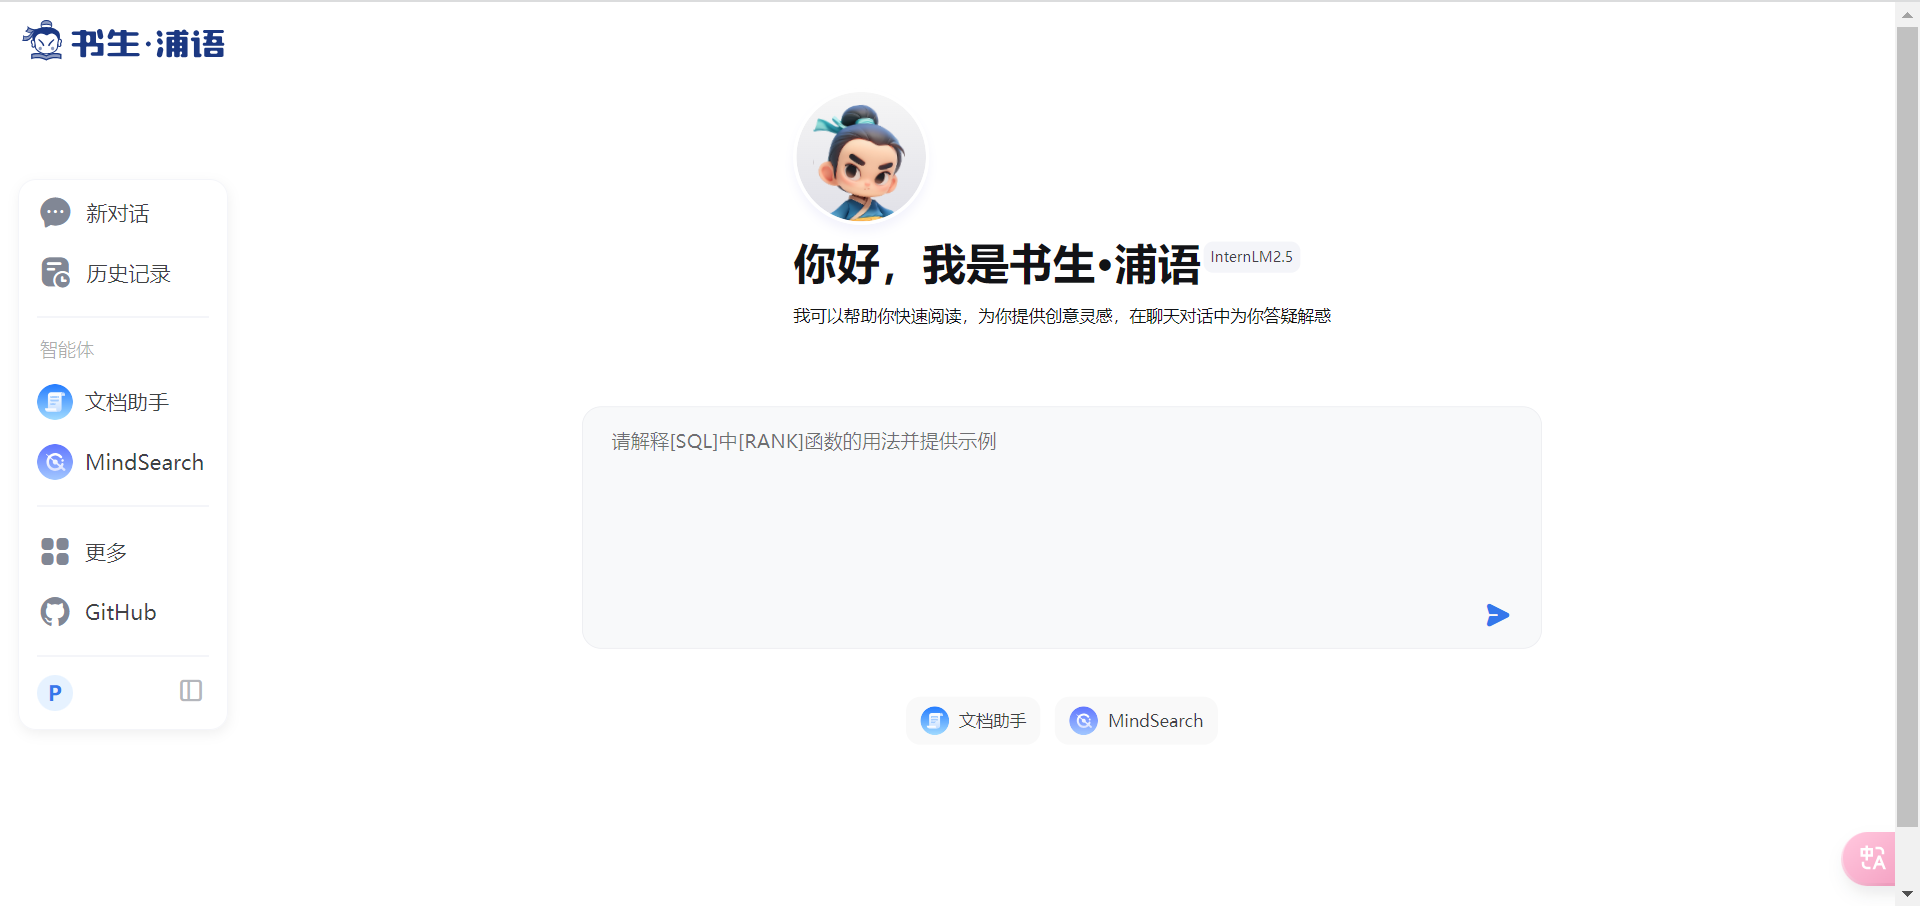 书生·浦语
新对话
历史记录
智能体
文档助手
MindSearch
更多
GitHub
P
你好，我是书生·浦语 InternLM2.5
我可以帮助你快速阅读，为你提供创意灵感，在聊天对话中为你答疑解惑
请解释[SQL]中[RANK]函数的用法并提供示例
文档助手 MindSearch
中 A